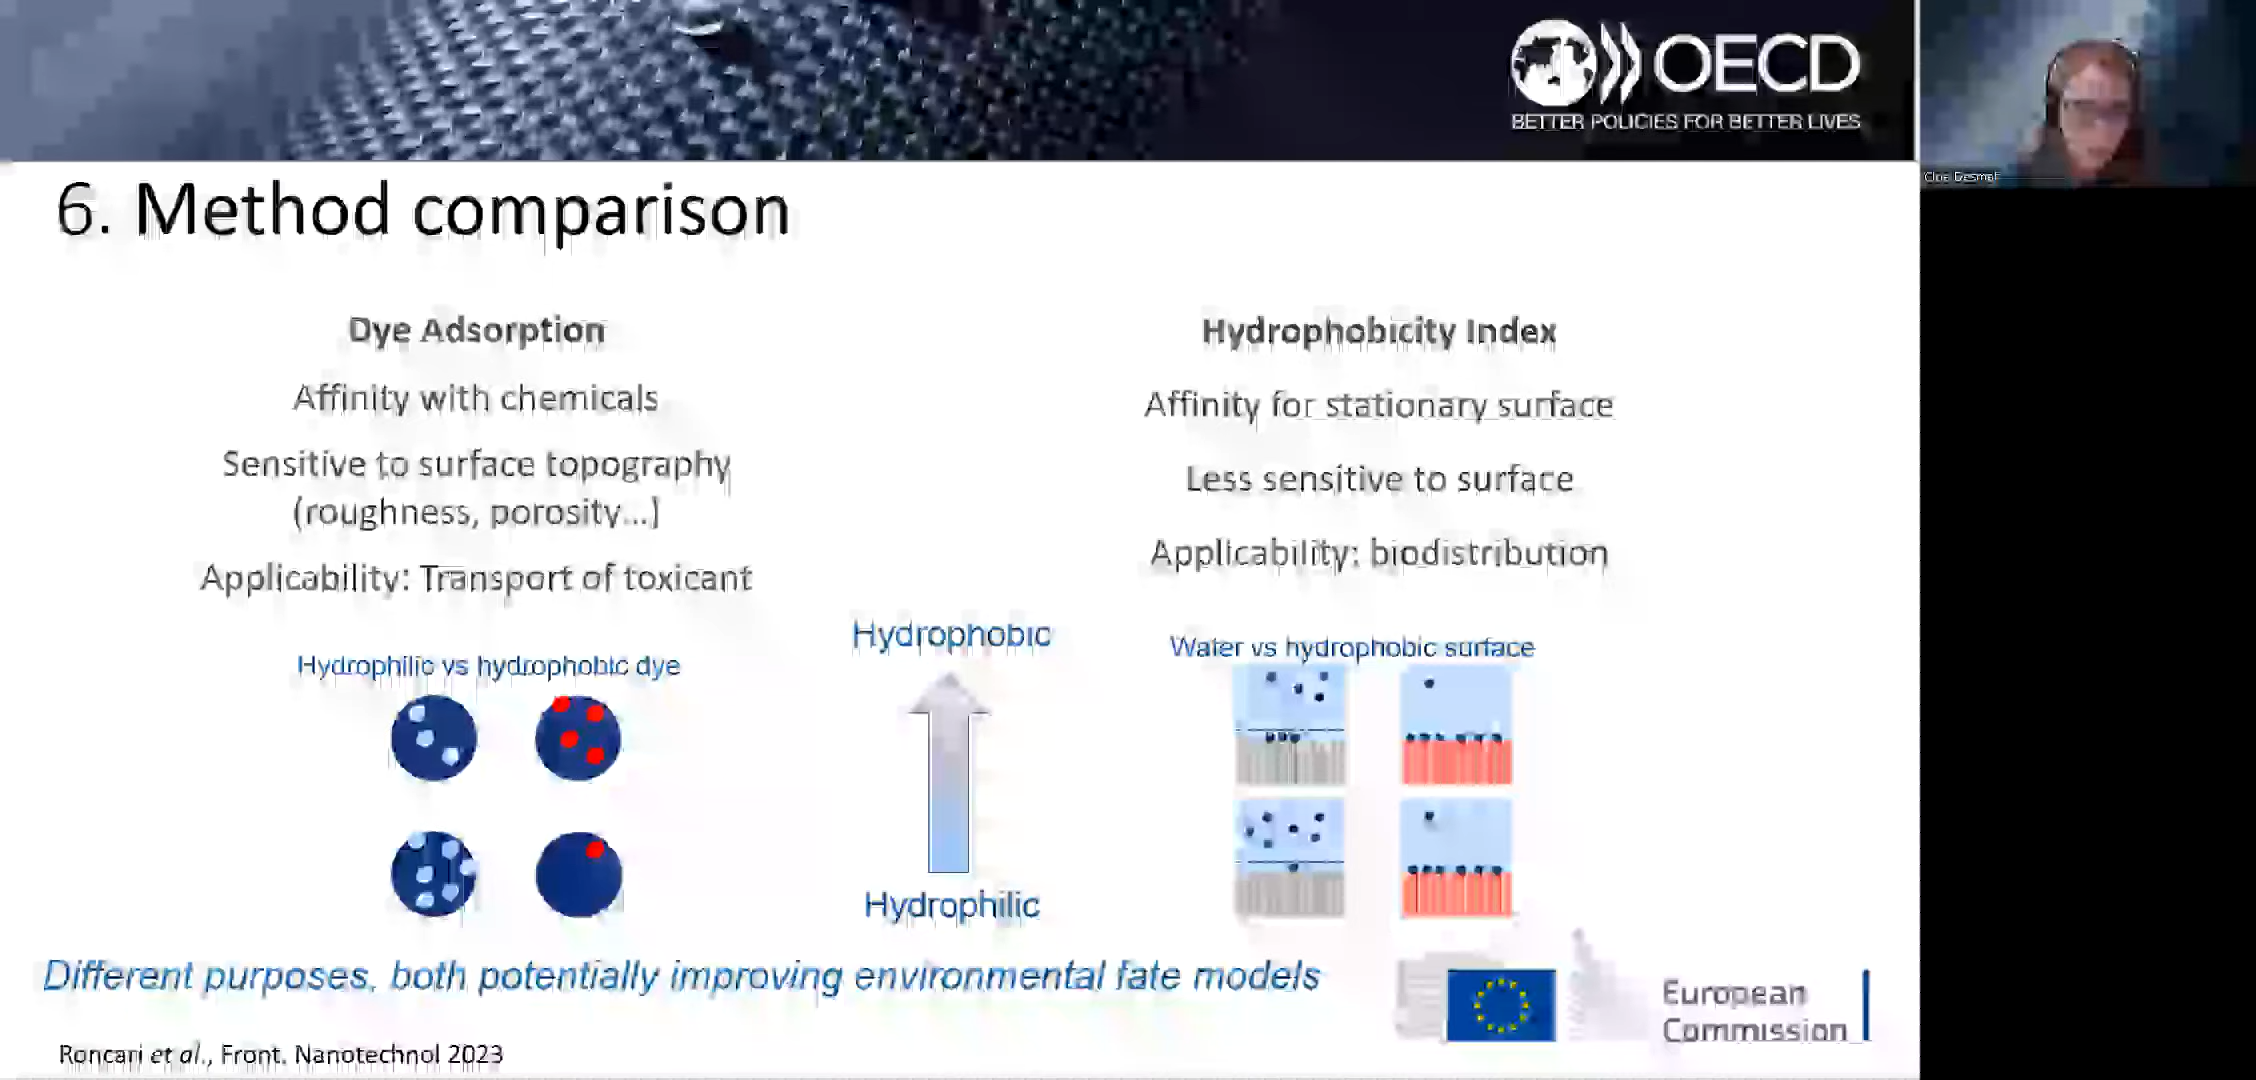 OECD
BETTER POLICIES FOR BETTER LIVES
6. Method comparison
Dye Adsorption
Affinity with chemicals
Sensitive to surface topography
(roughness, porosity...)
Applicability: Transport of toxicant
Hydrophilic vs hydrophobic dye
Hydrophobic
Hydrophilic
Hydrophobicity Index
Affinity for stationary surface
Less sensitive to surface
Applicability: biodistribution
Water vs hydrophobic surface
Different purposes, both potentially improving environmental fate models
European
Commission
Roncari et al., Front. Nanotechnol 2023